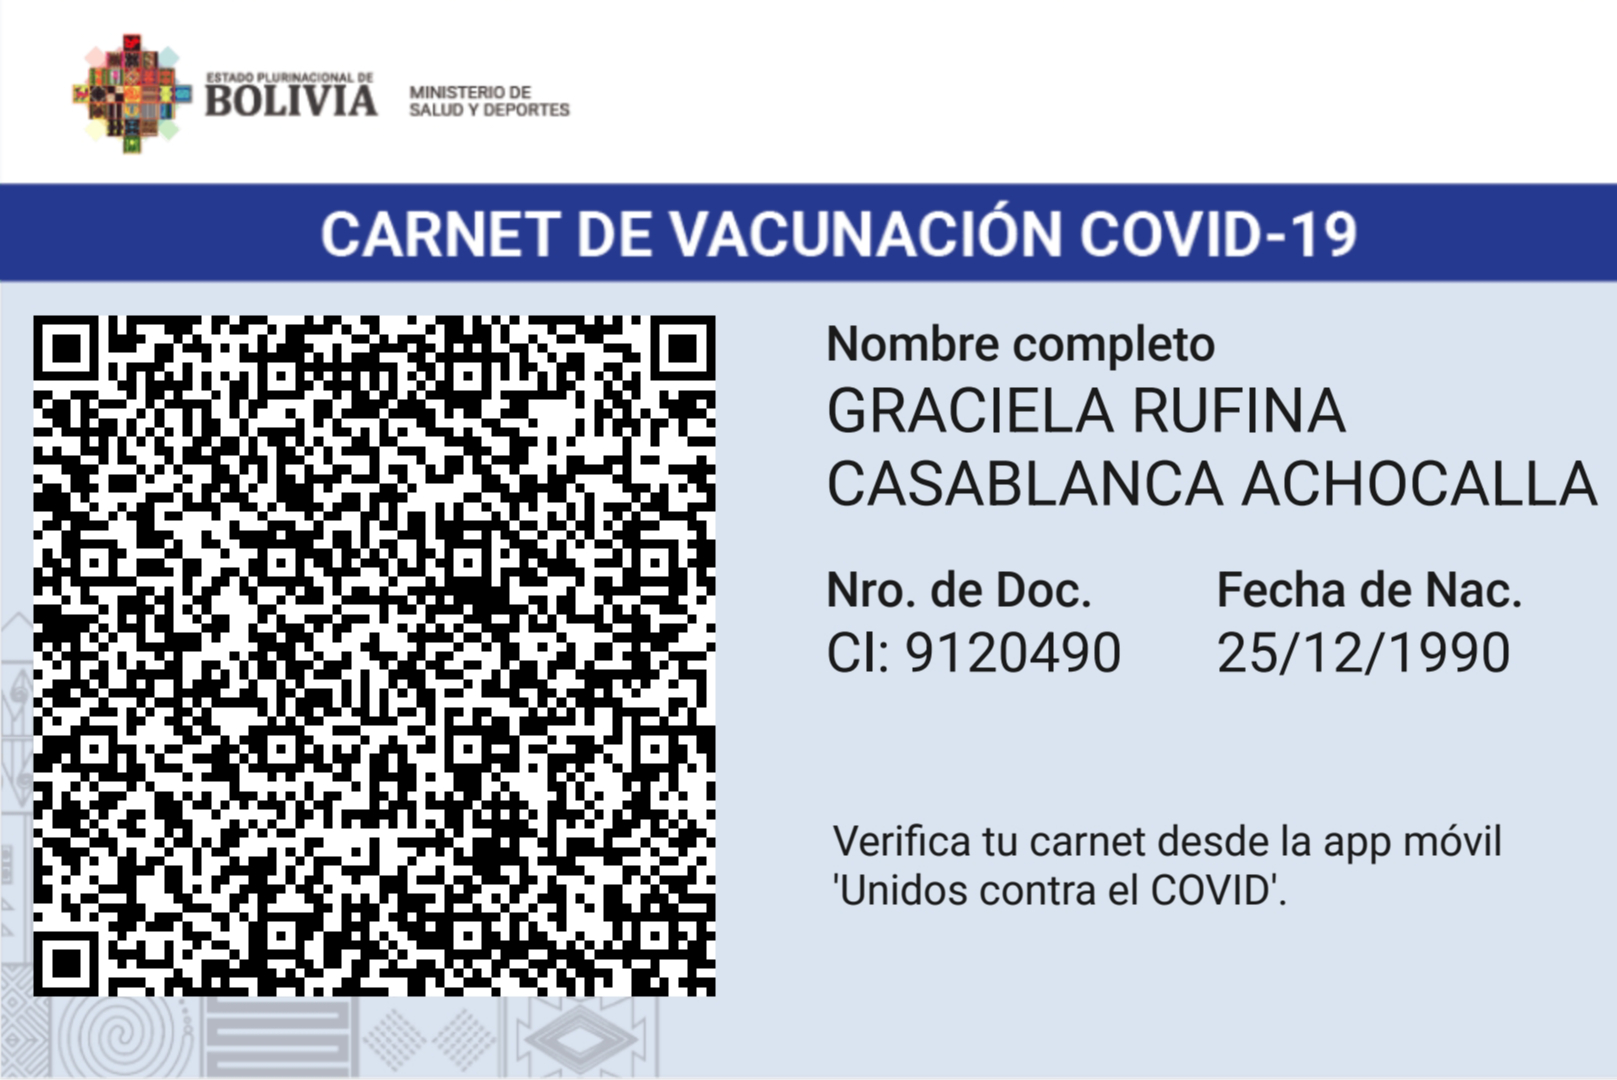 ESTADO PLURINACIONAL DE
BOLIVIA
MINISTERIO DE
SALUD Y DEPORTES
CARNET DE VACUNACIÓN COVID-19
Nombre completo
GRACIELA RUFINA
CASABLANCA ACHOCALLA
Nro. de Doc. Fecha de Nac.
CI: 9120490 25/12/1990
Verifica tu carnet desde la app móvil
'Unidos contra el COVID'.